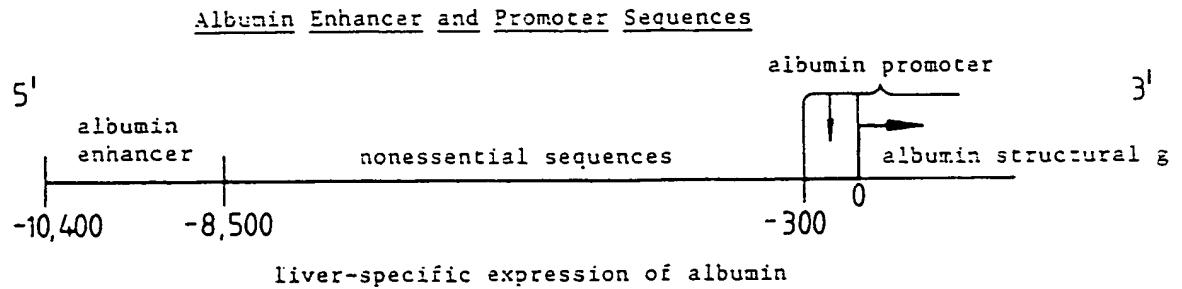 Albumin Enhancer and Promoter Sequences
albumin promoter
5' 3'
albumin
enhancer nonessential sequences albumin structural g
-10,400 -8,500 -300 0
liver-specific expression of albumin